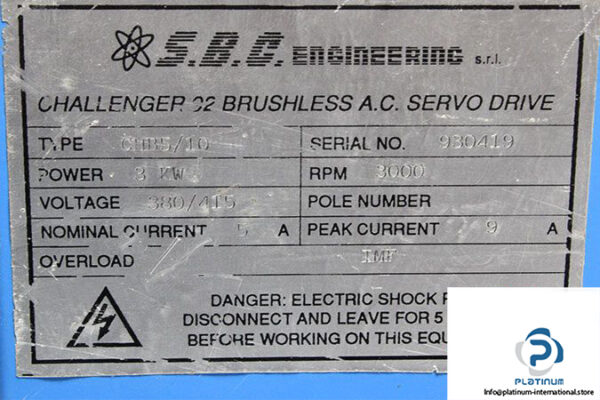 S.B.C. ENGINEERING s.r.l.
CHALLENGER 32 BRUSHLESS A.C. SERVO DRIVE
TYPE
SERIAL NO. 930419
POWER 3 KW
RPM 3000
VOLTAGE 380/415
POLE NUMBER
NOMINAL CURRENT 5 A
PEAK CURRENT 9 A
OVERLOAD
DANGER: ELECTRIC SHOCK
DISCONNECT AND LEAVE FOR 5
BEFORE WORKING ON THIS
PLATINUM
Info@platinum-international.store